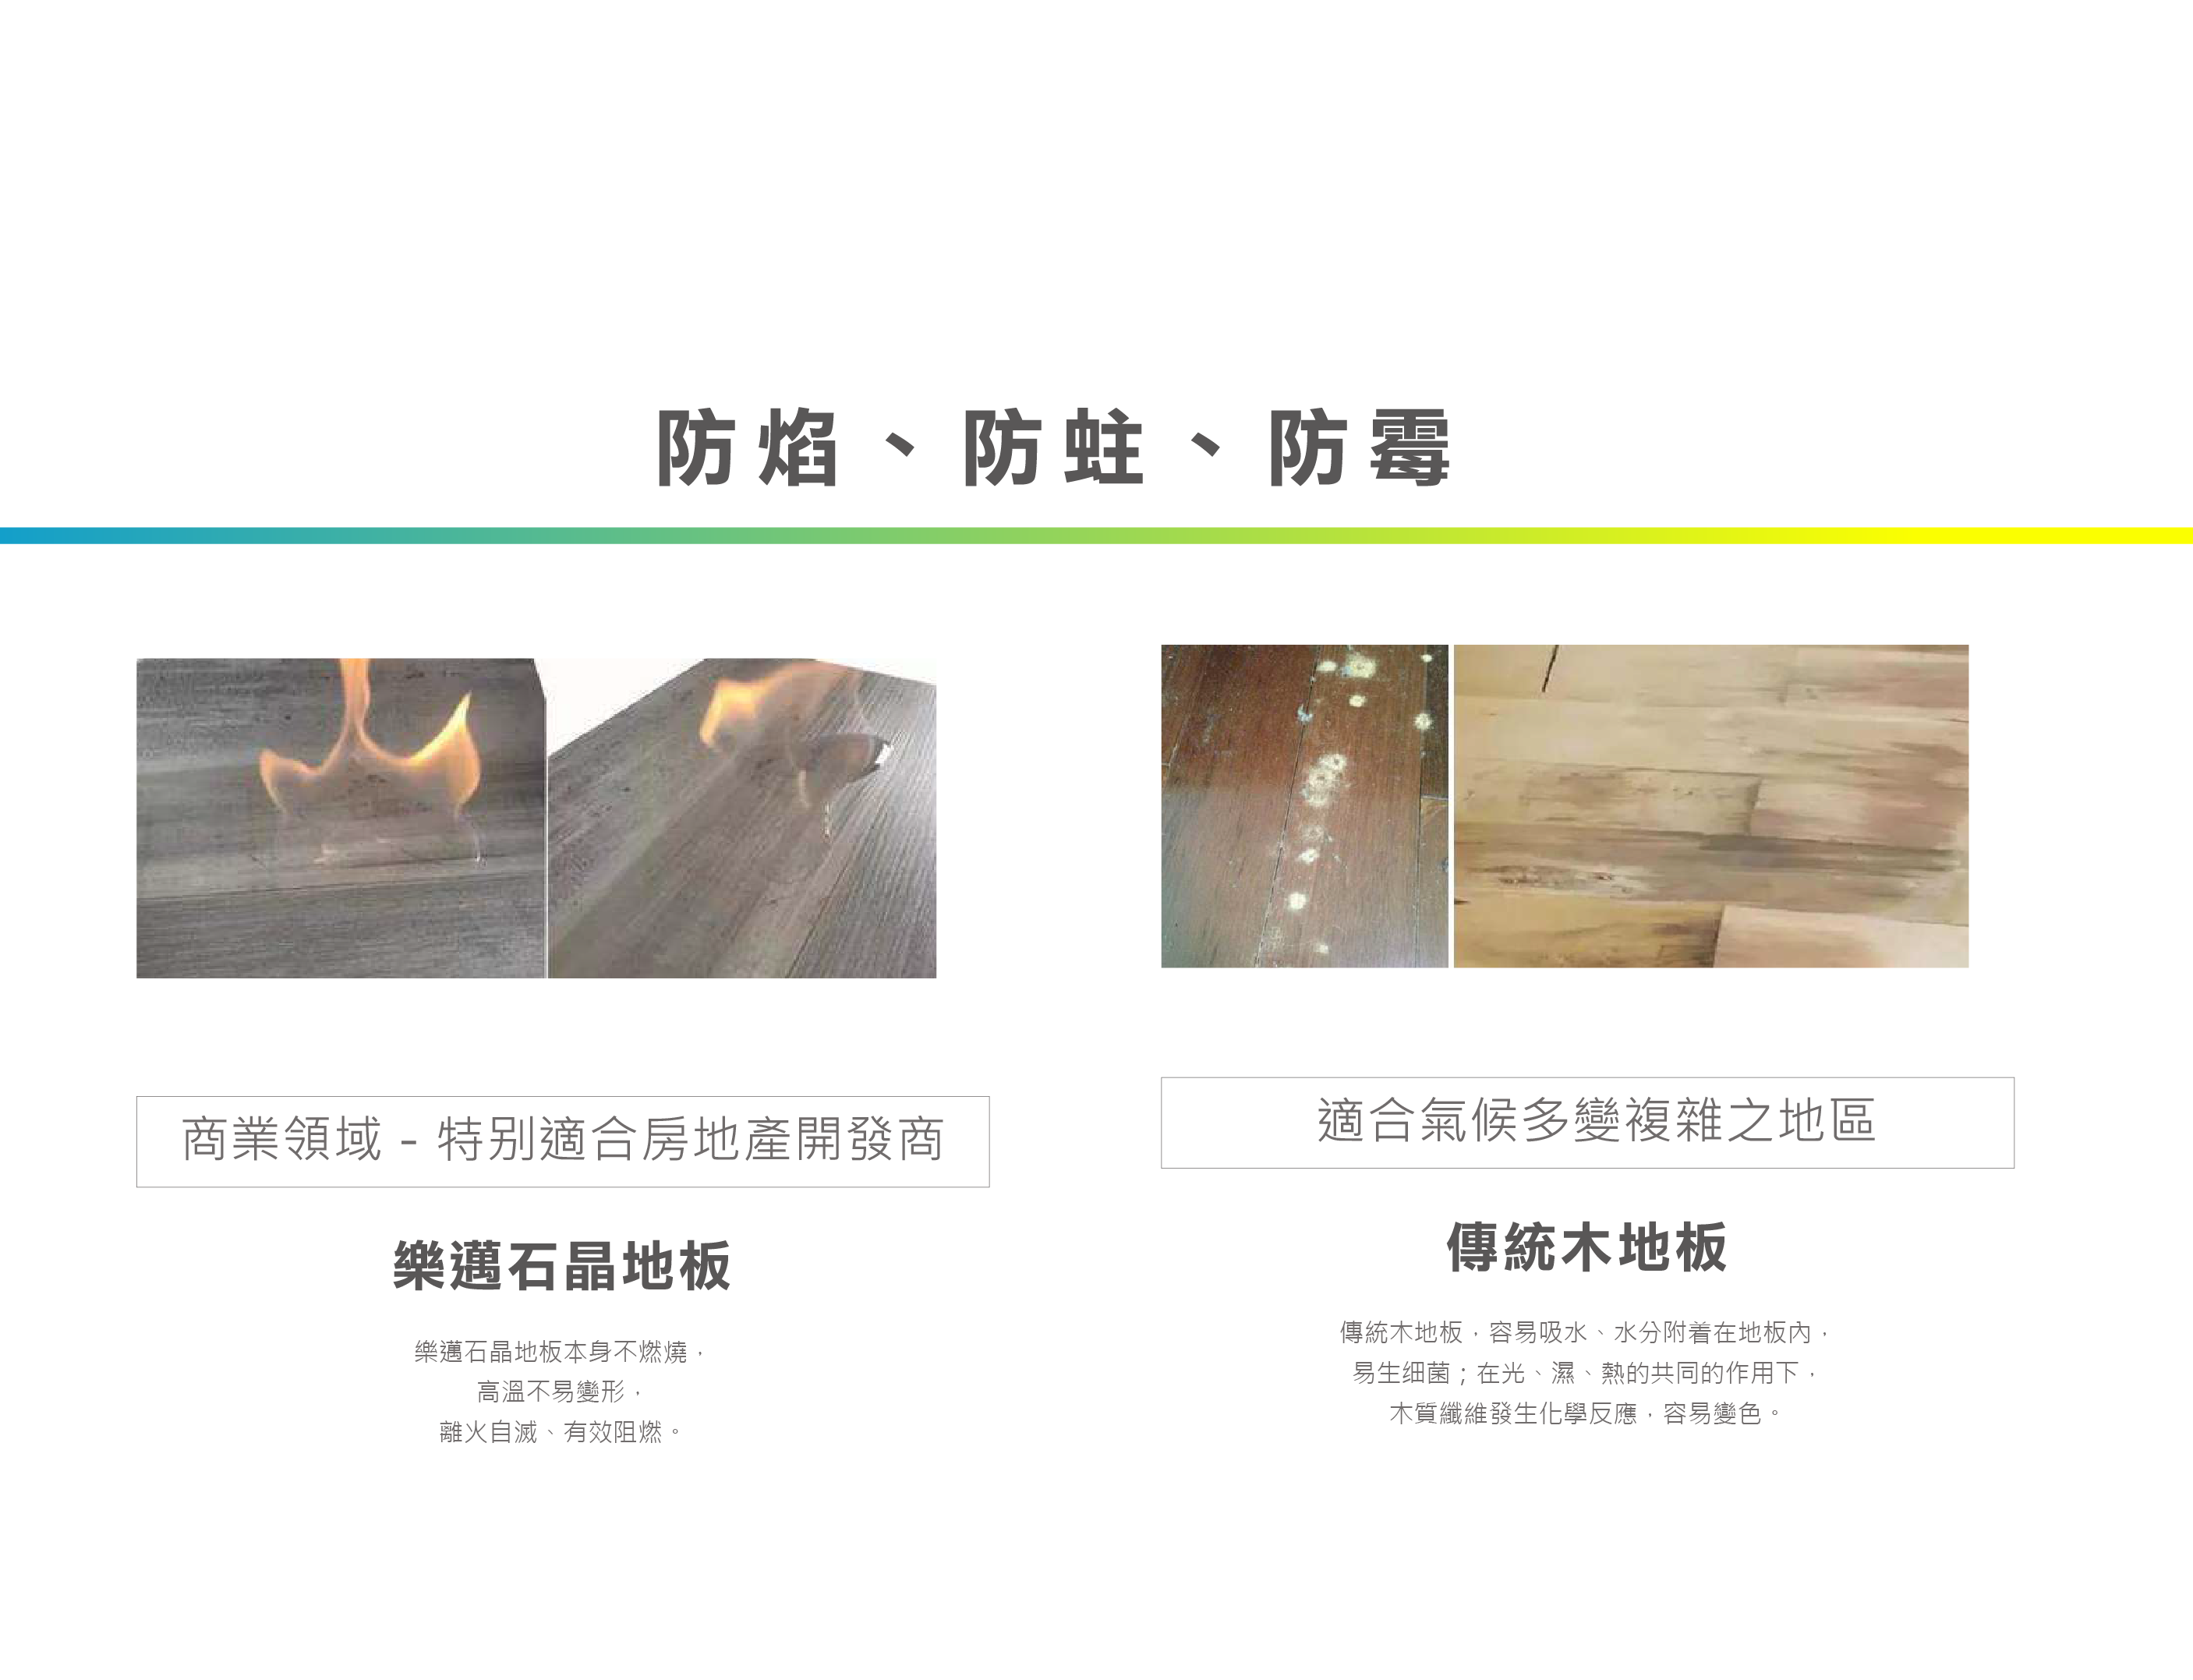 防焰、防蛀、防霉
商業領域 - 特別適合房地產開發商
樂邁石晶地板
樂邁石晶地板本身不燃燒，
高溫不易變形，
離火自滅、有效阻燃。
適合氣候多變複雜之地區
傳統木地板
傳統木地板，容易吸水、水分附着在地板內，
易生细菌；在光、濕、熱的共同的作用下，
木質纖維發生化學反應，容易變色。